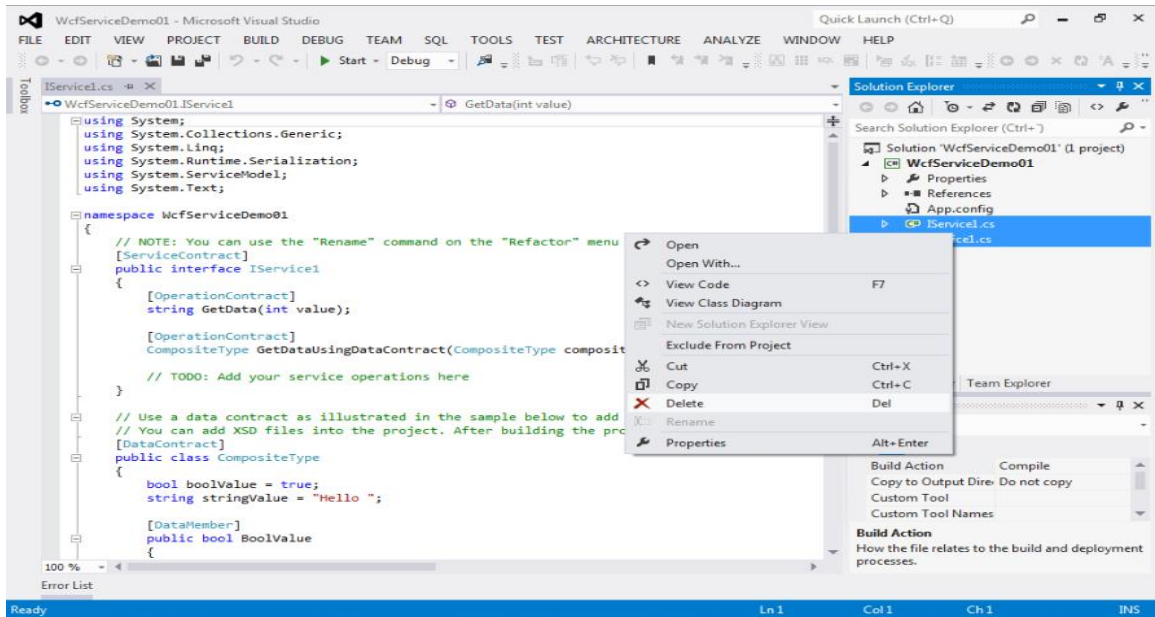 WcfServiceDemo01 - Microsoft Visual Studio
Quick Launch (Ctrl+Q)
FILE EDIT VIEW PROJECT BUILD DEBUG TEAM SQL TOOLS TEST ARCHITECTURE ANALYZE WINDOW HELP
Start Debug
Toolbox
IService1.cs
WcfServiceDemo01.IService1
GetData(int value)
using System;
using System.Collections.Generic;
using System.Linq;
using System.Runtime.Serialization;
using System.ServiceModel;
using System.Text;
namespace WcfServiceDemo01
{
// NOTE: You can use the "Rename" command on the "Refactor" menu
[ServiceContract]
public interface IService1
{
[OperationContract]
string GetData(int value);
[OperationContract]
CompositeType GetDataUsingDataContract(CompositeType composit
// TODO: Add your service operations here
}
// Use a data contract as illustrated in the sample below to add
// You can add XSD files into the project. After building the pro
[DataContract]
public class CompositeType
{
bool boolValue = true;
string stringValue = "Hello ";
[DataMember]
public bool BoolValue
{
100 %
Error List
Open
Open With...
View Code F7
View Class Diagram
New Solution Explorer View
Exclude From Project
Cut Ctrl+X
Copy Ctrl+C
Delete Del
Rename
Properties Alt+Enter
Solution Explorer
Search Solution Explorer (Ctrl+¨)
Solution 'WcfServiceDemo01' (1 project)
WcfServiceDemo01
Properties
References
App.config
IService1.cs
ice1.cs
Team Explorer
Build Action Compile
Copy to Output Dire Do not copy
Custom Tool
Custom Tool Names
Build Action
How the file relates to the build and deployment
processes.
Ready Ln 1 Col 1 Ch 1 INS